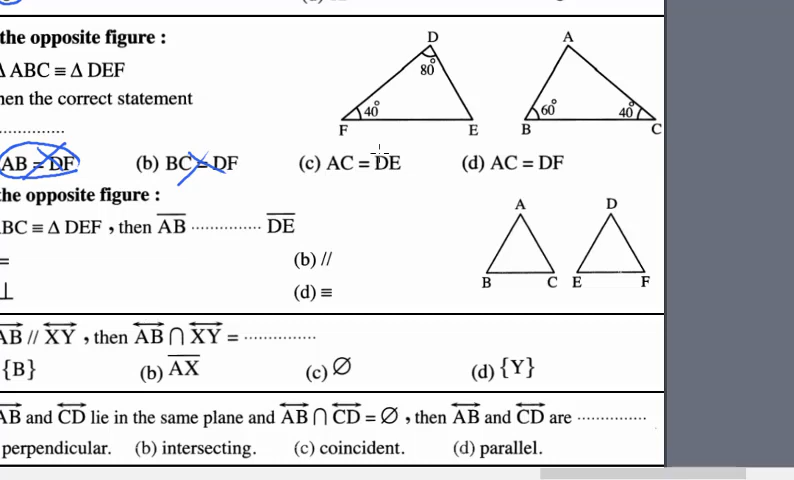 the opposite figure :
Δ ABC ≡ Δ DEF
hen the correct statement
..............
AB = DF (b) BC = DF (c) AC = DE (d) AC = DF
D
80°
40°
F E
A
60° 40°
B C
the opposite figure :
BC ≡ Δ DEF , then AB .............. DE
= (b) //
⊥ (d) ≡
A D
B C E F
AB // XY , then AB ∩ XY = ..............
{B} (b) AX (c) ∅ (d) {Y}
AB and CD lie in the same plane and AB ∩ CD = ∅ , then AB and CD are ..............
perpendicular. (b) intersecting. (c) coincident. (d) parallel.